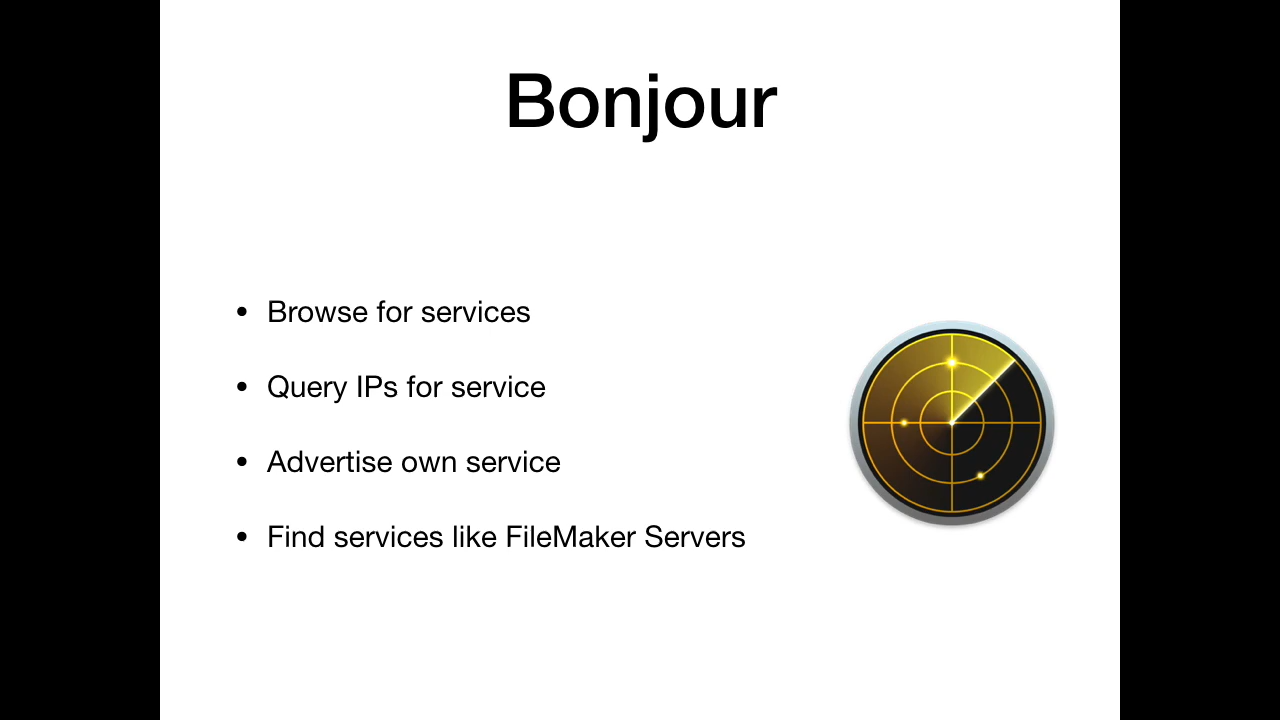 Bonjour
• Browse for services
• Query IPs for service
• Advertise own service
• Find services like FileMaker Servers